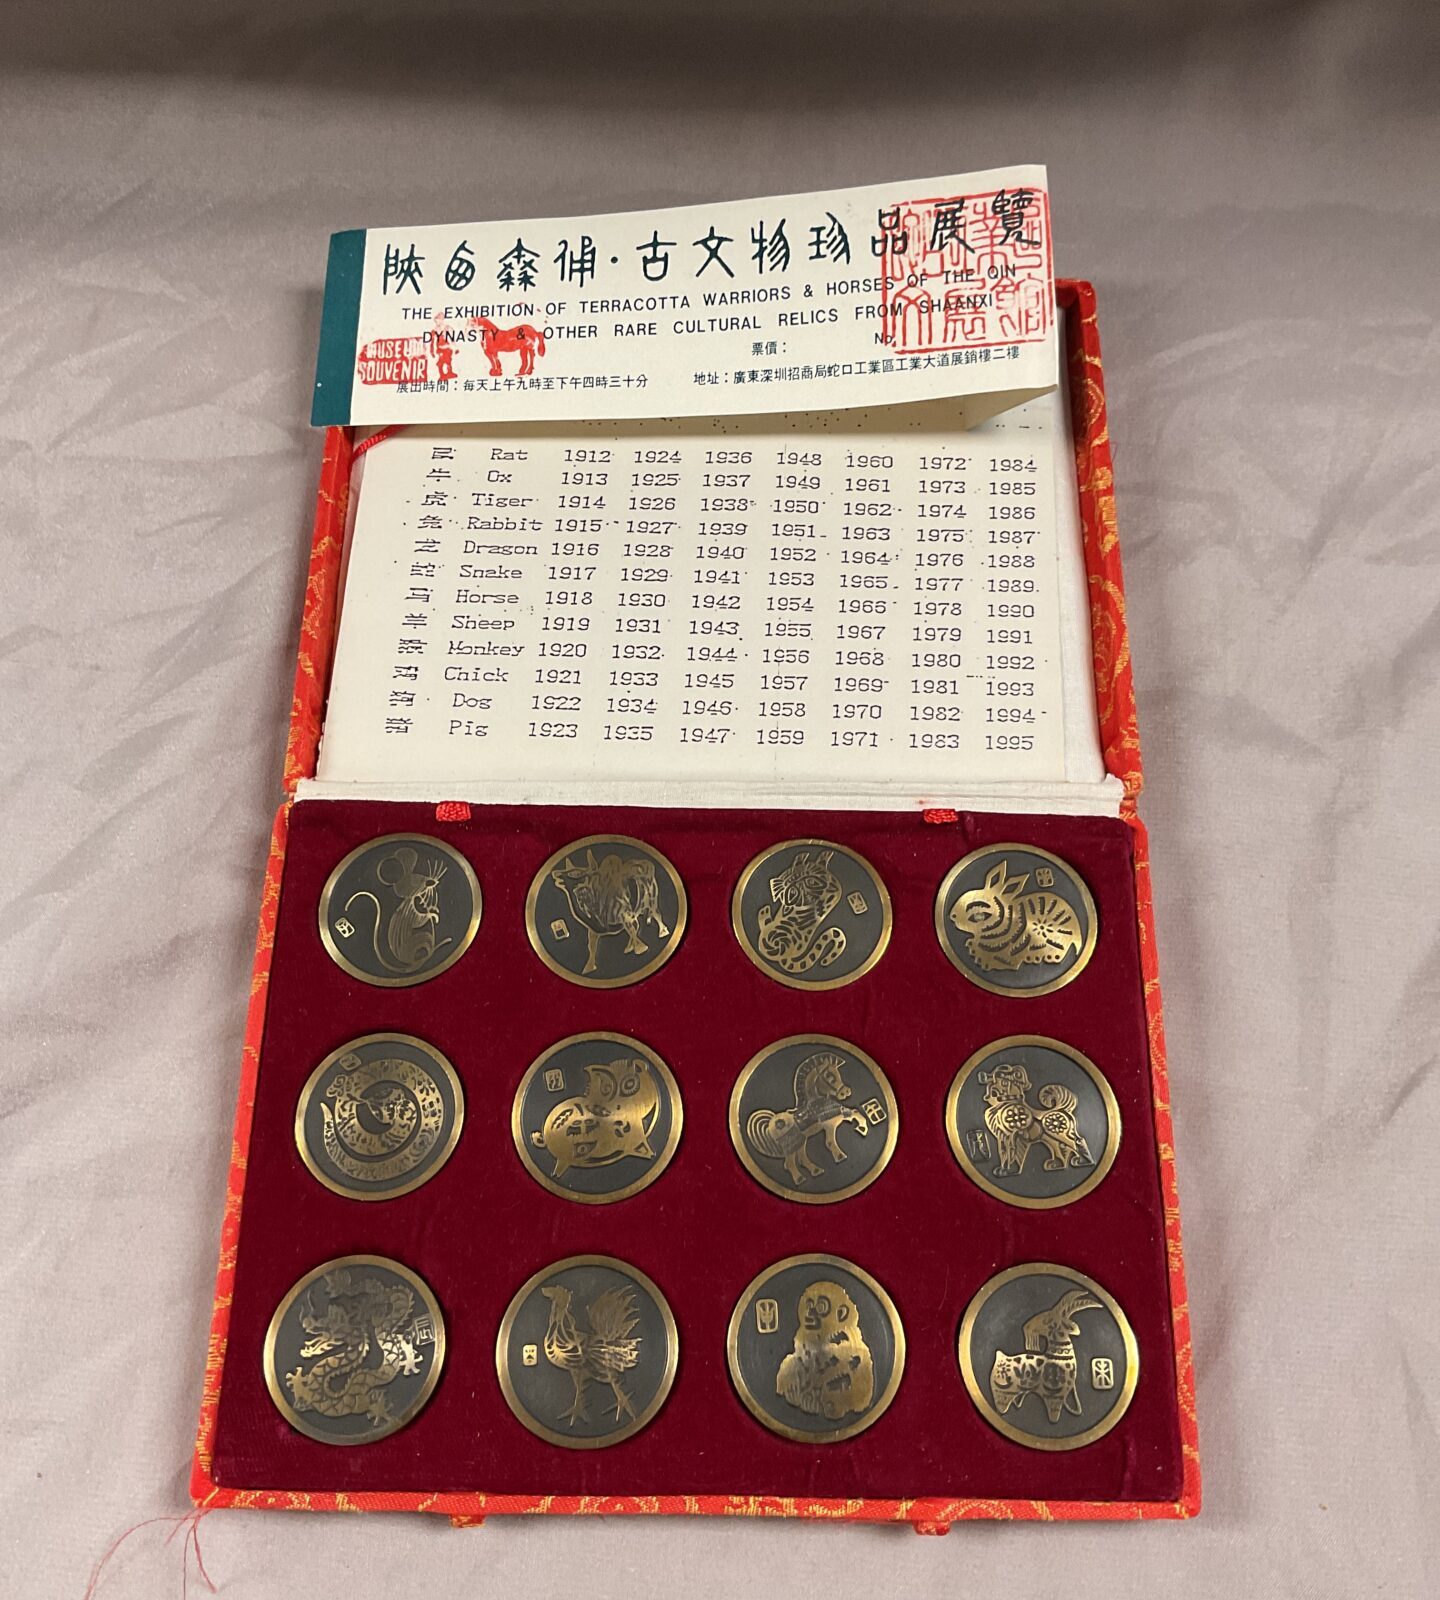 陝西秦俑·古文物珍品展覽
THE EXHIBITION OF TERRACOTTA WARRIORS & HORSES OF THE QIN
DYNASTY & OTHER RARE CULTURAL RELICS FROM SHAANXI
MUSEUM
SOUVENIR
票價：
No.
展出時間：每天上午九時至下午四時三十分
地址：廣東深圳招商局蛇口工業區工業大道展銷樓二樓
鼠 Rat 1912 1924 1936 1948 1960 1972 1984
牛 Ox 1913 1925 1937 1949 1961 1973 1985
虎 Tiger 1914 1926 1938 1950 1962 1974 1986
兔 Rabbit 1915 1927 1939 1951 1963 1975 1987
龙 Dragon 1916 1928 1940 1952 1964 1976 1988
蛇 Snake 1917 1929 1941 1953 1965 1977 1989
马 Horse 1918 1930 1942 1954 1966 1978 1990
羊 Sheep 1919 1931 1943 1955 1967 1979 1991
猴 Monkey 1920 1932 1944 1956 1968 1980 1992
鸡 Chick 1921 1933 1945 1957 1969 1981 1993
狗 Dog 1922 1934 1946 1958 1970 1982 1994
猪 Pig 1923 1935 1947 1959 1971 1983 1995